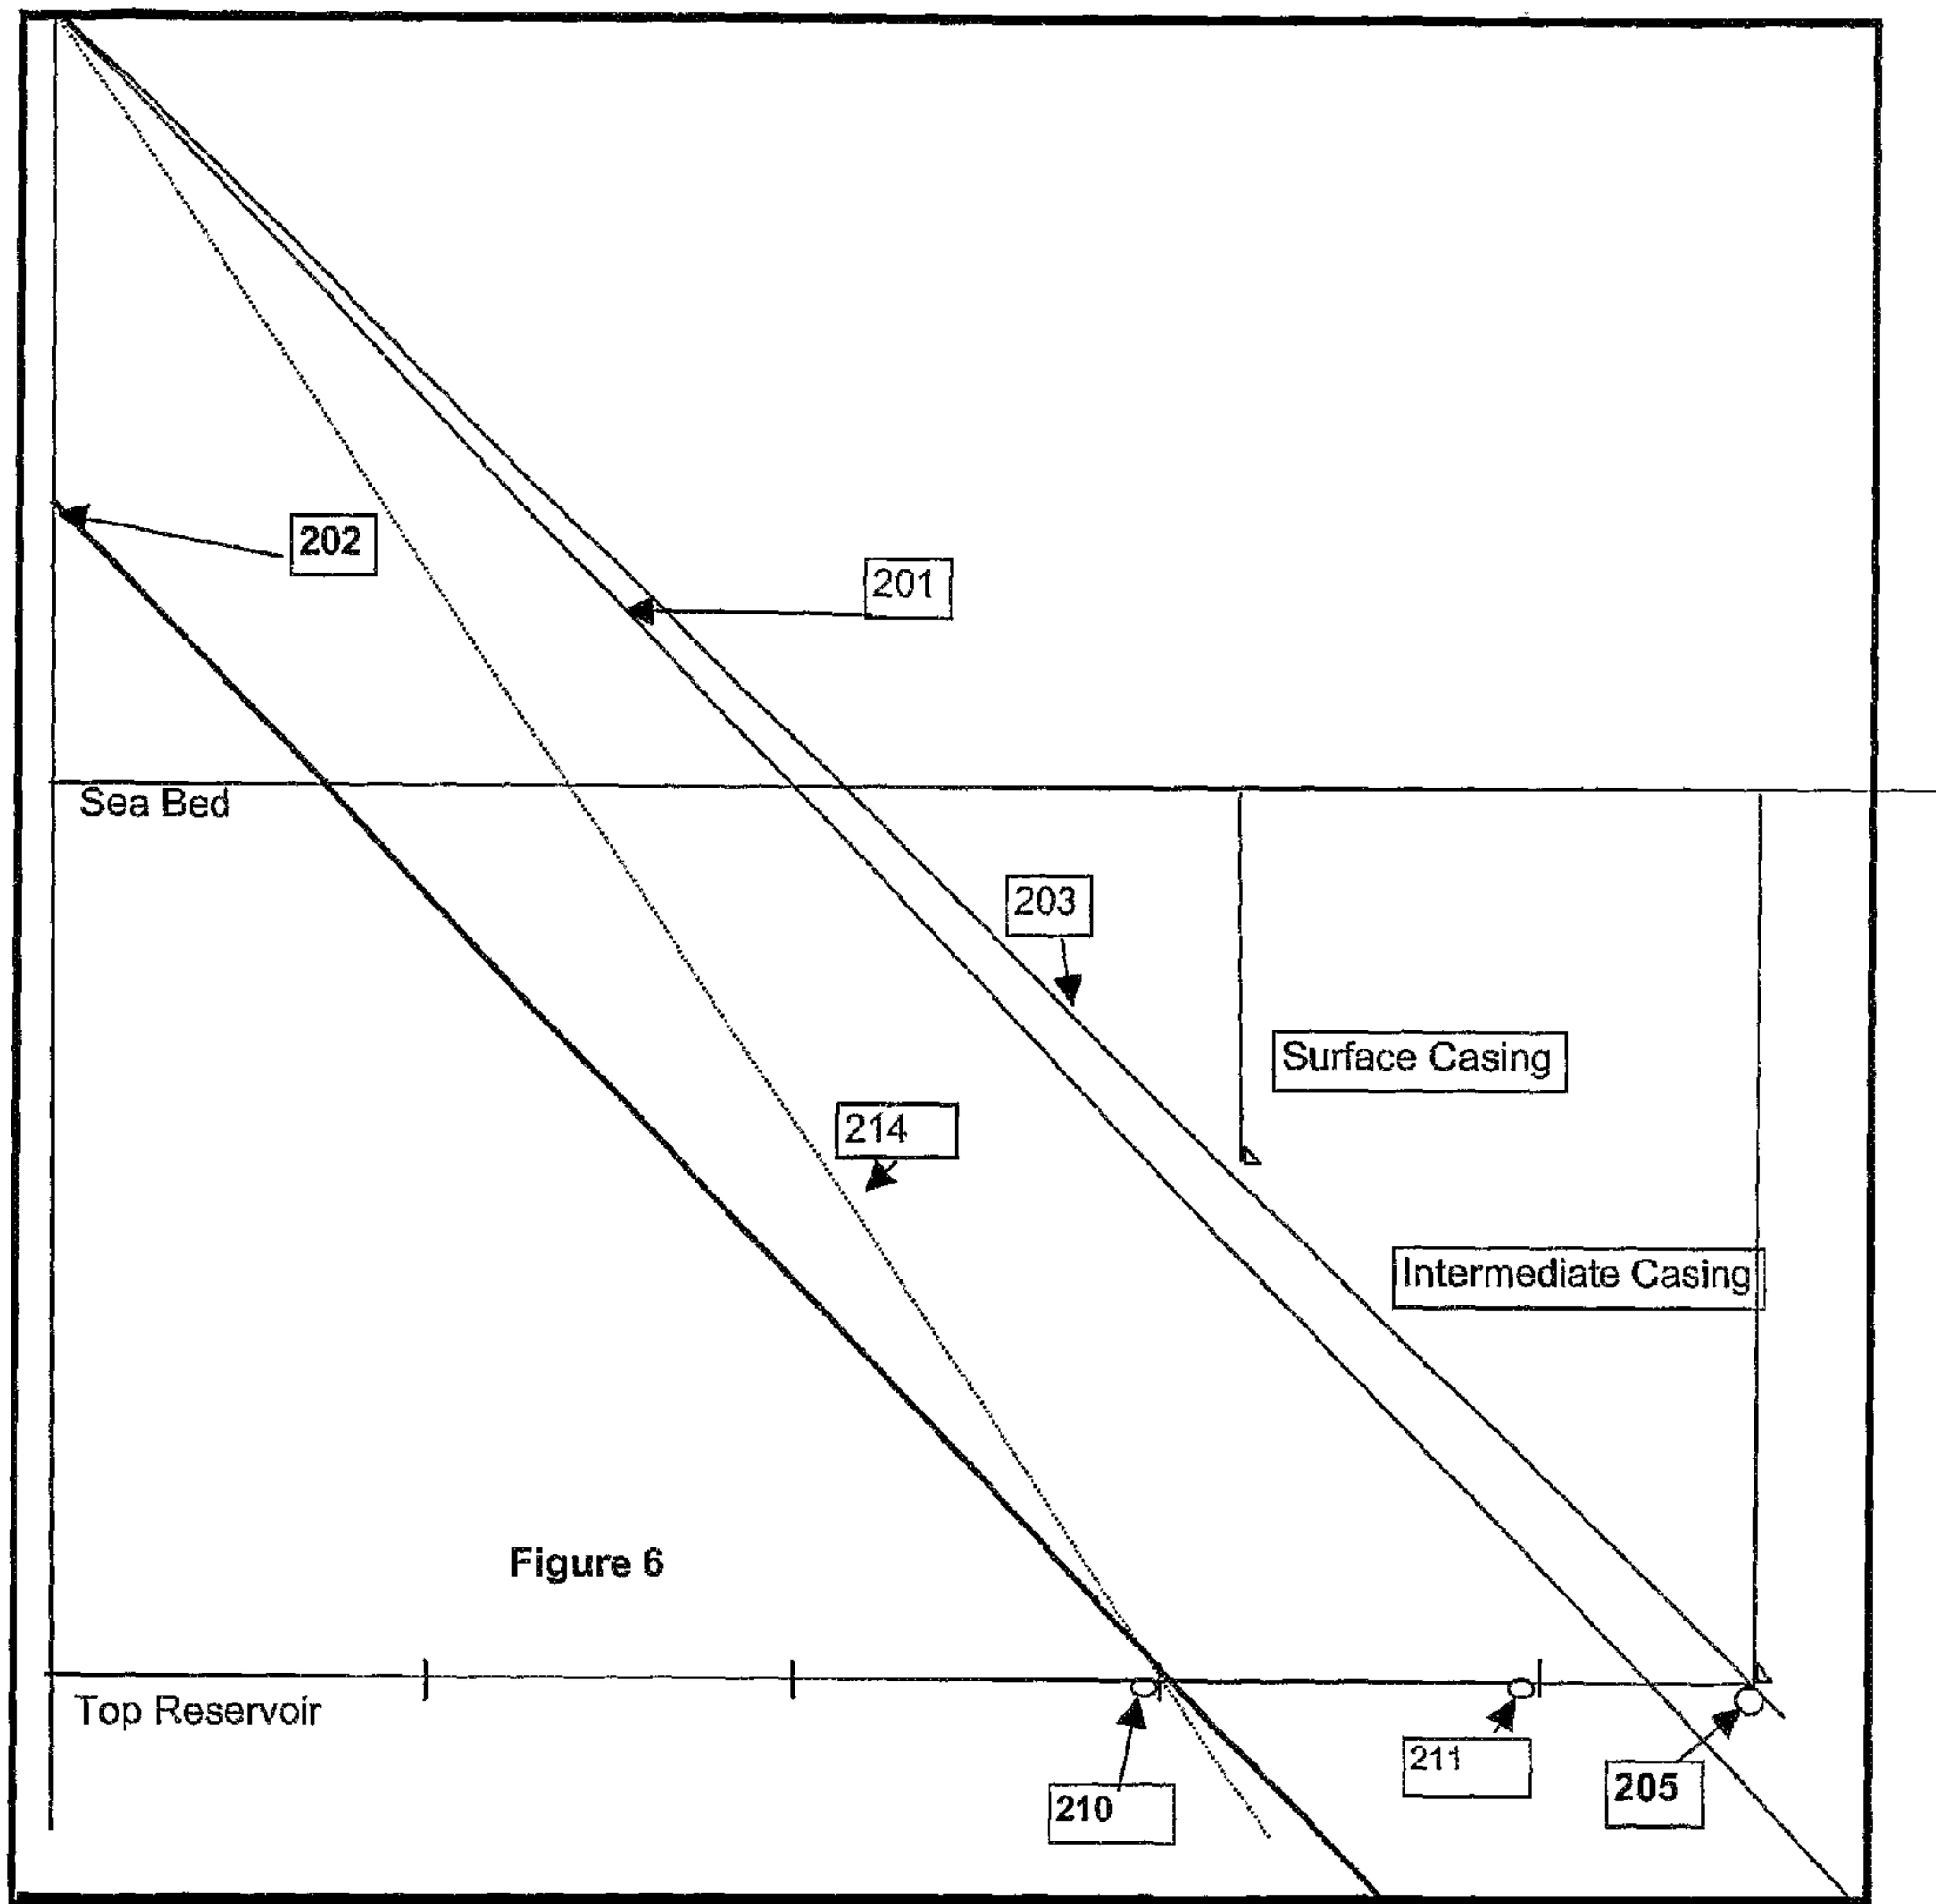 202
201
Sea Bed
203
Surface Casing
214
Intermediate Casing
Figure 6
Top Reservoir
211
205
210